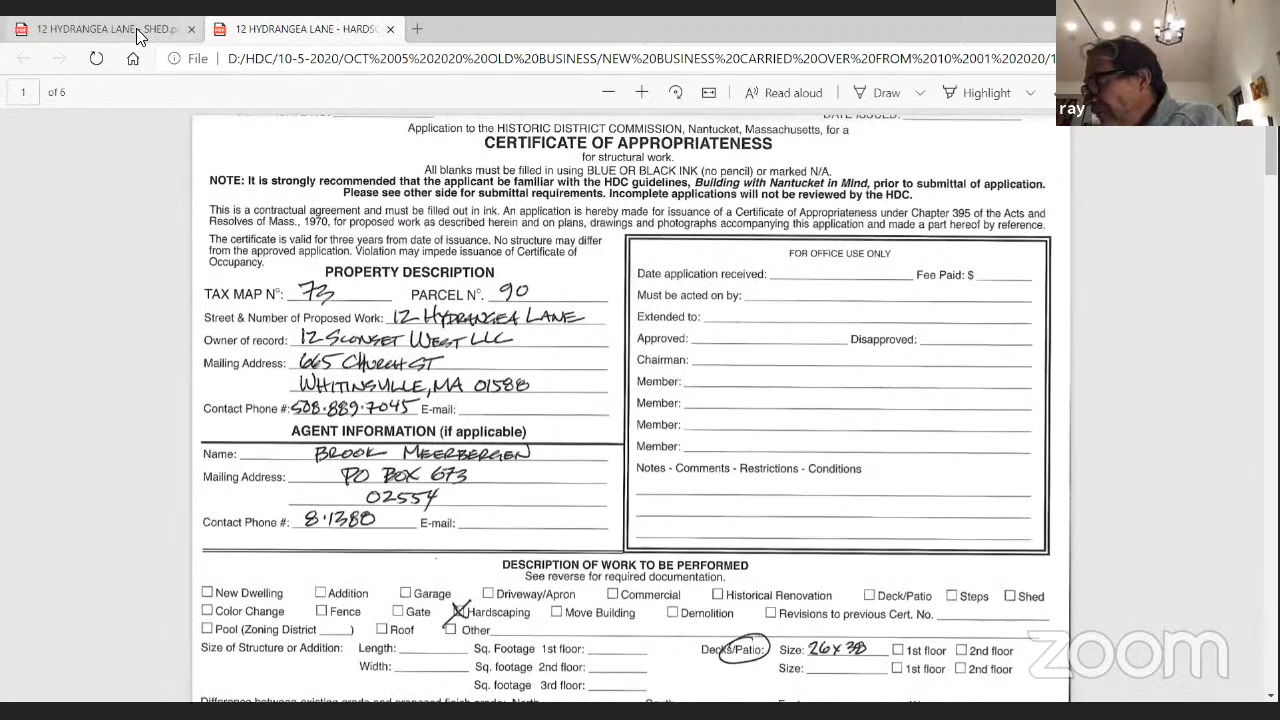 12 HYDRANGEA LANE - SHED.p
12 HYDRANGEA LANE - HARDSC
File D:/HDC/10-5-2020/OCT%2005%202020%20OLD%20BUSINESS/NEW%20BUSINESS%20CARRIED%20OVER%20FROM%2010%2001%202020/1
1 of 6
Read aloud Draw Highlight
ray
DATE ISSUED:
Application to the HISTORIC DISTRICT COMMISSION, Nantucket, Massachusetts, for a
CERTIFICATE OF APPROPRIATENESS
for structural work.
All blanks must be filled in using BLUE OR BLACK INK (no pencil) or marked N/A.
NOTE: It is strongly recommended that the applicant be familiar with the HDC guidelines, Building with Nantucket in Mind, prior to submittal of application.
Please see other side for submittal requirements. Incomplete applications will not be reviewed by the HDC.
This is a contractual agreement and must be filled out in ink. An application is hereby made for issuance of a Certificate of Appropriateness under Chapter 395 of the Acts and
Resolves of Mass., 1970, for proposed work as described herein and on plans, drawings and photographs accompanying this application and made a part hereof by reference.
The certificate is valid for three years from date of issuance. No structure may differ
from the approved application. Violation may impede issuance of Certificate of
Occupancy.
PROPERTY DESCRIPTION
TAX MAP No: 73 PARCEL No. 90
Street & Number of Proposed Work: 12 HYDRANGEA LANE
Owner of record: 12 SCONSET WEST LLC
Mailing Address: 665 CHURCH ST
WHITINSVILLE, MA 01588
Contact Phone #: 508.889.7045 E-mail:
AGENT INFORMATION (if applicable)
Name: BROOK MEERBERGEN
Mailing Address: PO BOX 673
02554
Contact Phone #: 8.1380 E-mail:
FOR OFFICE USE ONLY
Date application received: Fee Paid: $
Must be acted on by:
Extended to:
Approved: Disapproved:
Chairman:
Member:
Member:
Member:
Member:
Notes - Comments - Restrictions - Conditions
DESCRIPTION OF WORK TO BE PERFORMED
See reverse for required documentation.
New Dwelling Addition Garage Driveway/Apron Commercial Historical Renovation Deck/Patio Steps Shed
Color Change Fence Gate Hardscaping Move Building Demolition Revisions to previous Cert. No.
Pool (Zoning District ) Roof Other
Size of Structure or Addition: Length: Sq. Footage 1st floor: Decks/Patio: Size: 26 x 38 1st floor 2nd floor
Width: Sq. footage 2nd floor: Size: 1st floor 2nd floor
Sq. footage 3rd floor:
Difference between existing grade and proposed finish grade: North
zoom